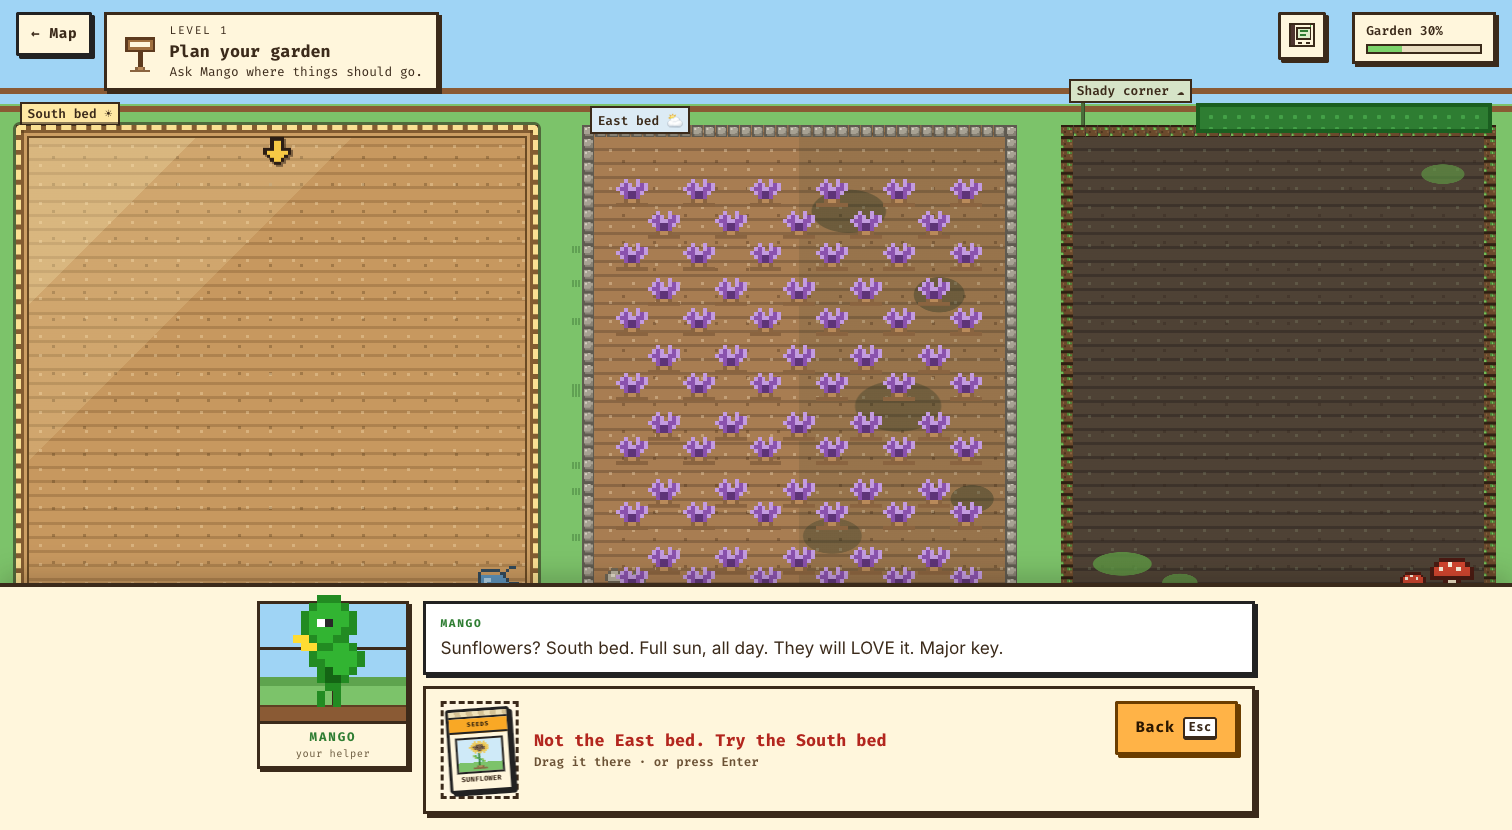 ← Map
LEVEL 1
Plan your garden
Ask Mango where things should go.
Garden 30%
South bed ☀
East bed ⛅
Shady corner ☁
MANGO
your helper
MANGO
Sunflowers? South bed. Full sun, all day. They will LOVE it. Major key.
SEEDS
SUNFLOWER
Not the East bed. Try the South bed
Drag it there · or press Enter
Back Esc